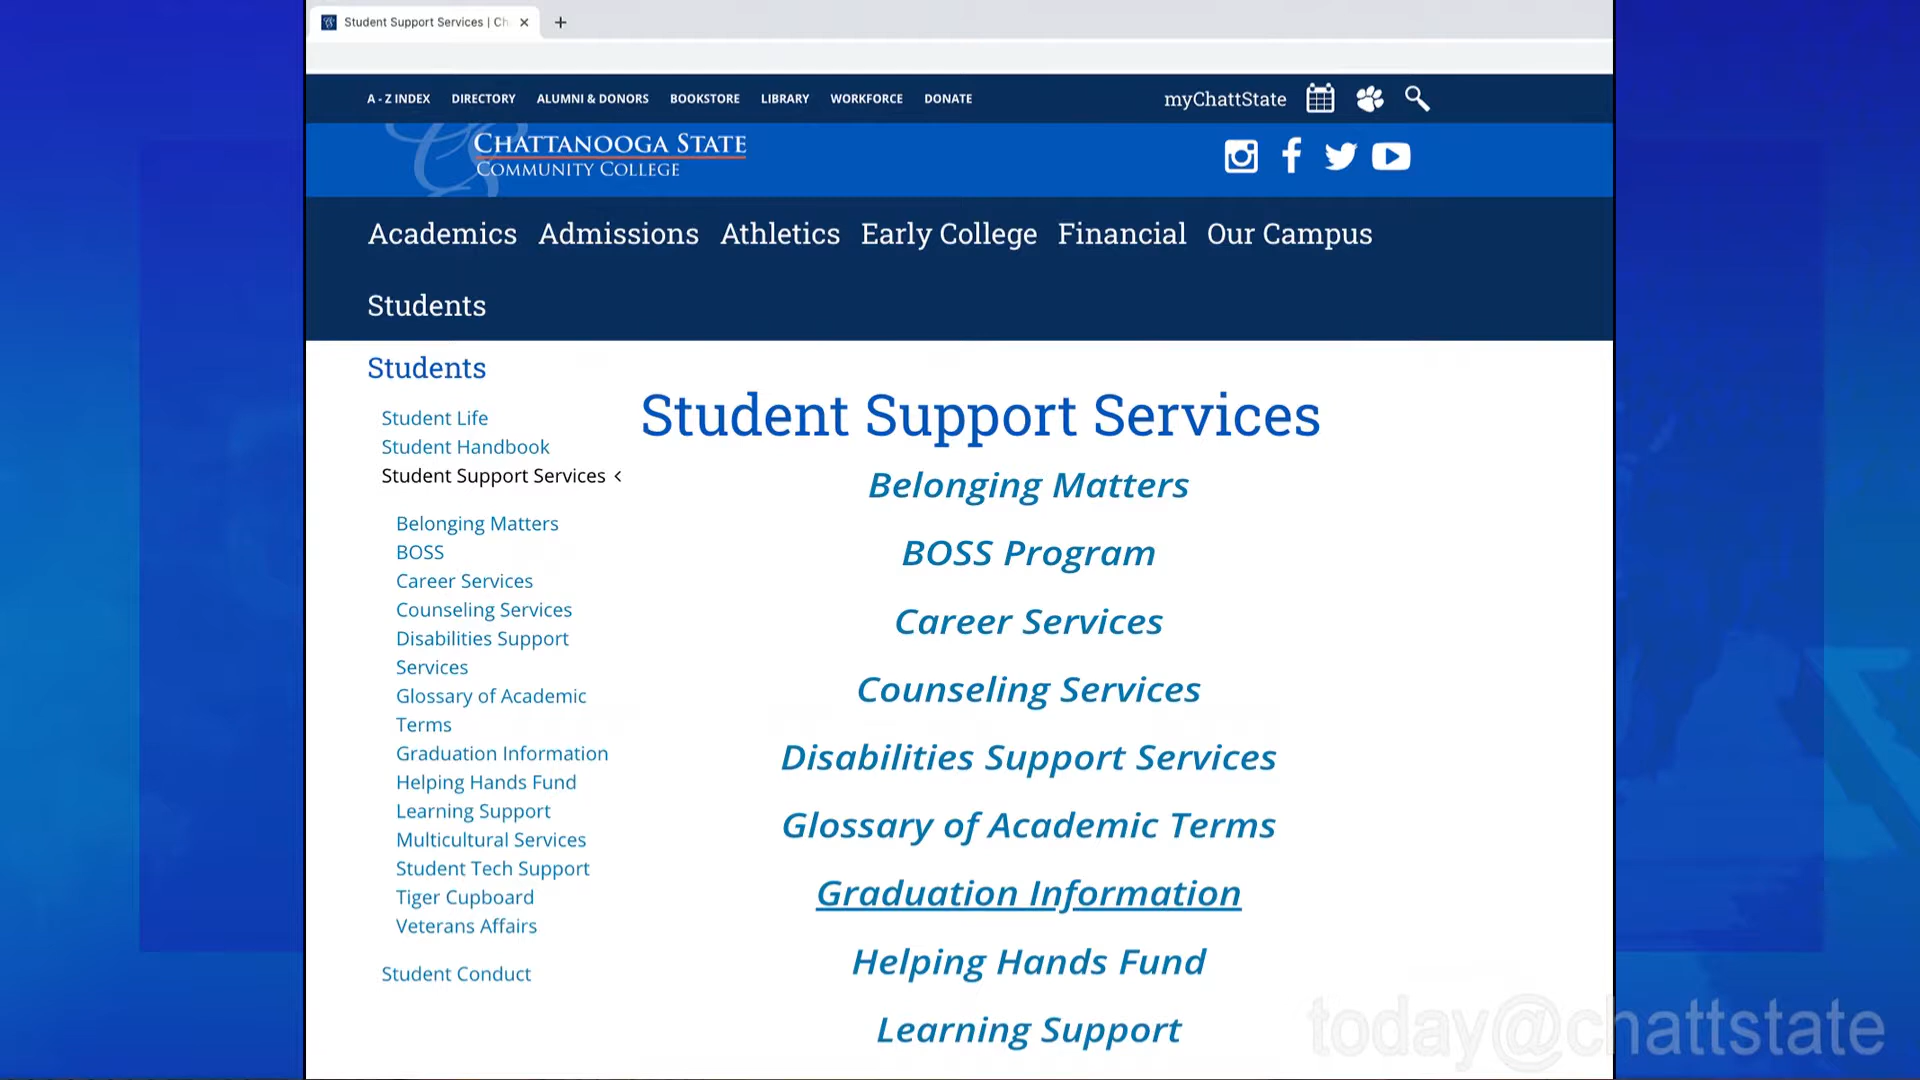 Student Support Services | Ch
A - Z INDEX DIRECTORY ALUMNI & DONORS BOOKSTORE LIBRARY WORKFORCE DONATE myChattState
CHATTANOOGA STATE
COMMUNITY COLLEGE
Academics Admissions Athletics Early College Financial Our Campus
Students
Students
Student Life
Student Handbook
Student Support Services <
Belonging Matters
BOSS
Career Services
Counseling Services
Disabilities Support
Services
Glossary of Academic
Terms
Graduation Information
Helping Hands Fund
Learning Support
Multicultural Services
Student Tech Support
Tiger Cupboard
Veterans Affairs
Student Conduct
Student Support Services
Belonging Matters
BOSS Program
Career Services
Counseling Services
Disabilities Support Services
Glossary of Academic Terms
Graduation Information
Helping Hands Fund
Learning Support
today@chattstate